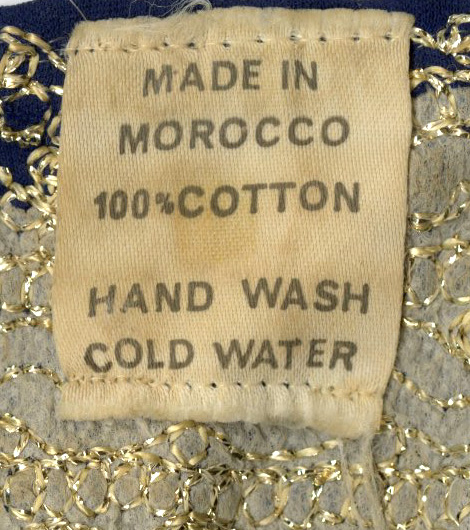 MADE IN
MOROCCO
100%COTTON
HAND WASH
COLD WATER